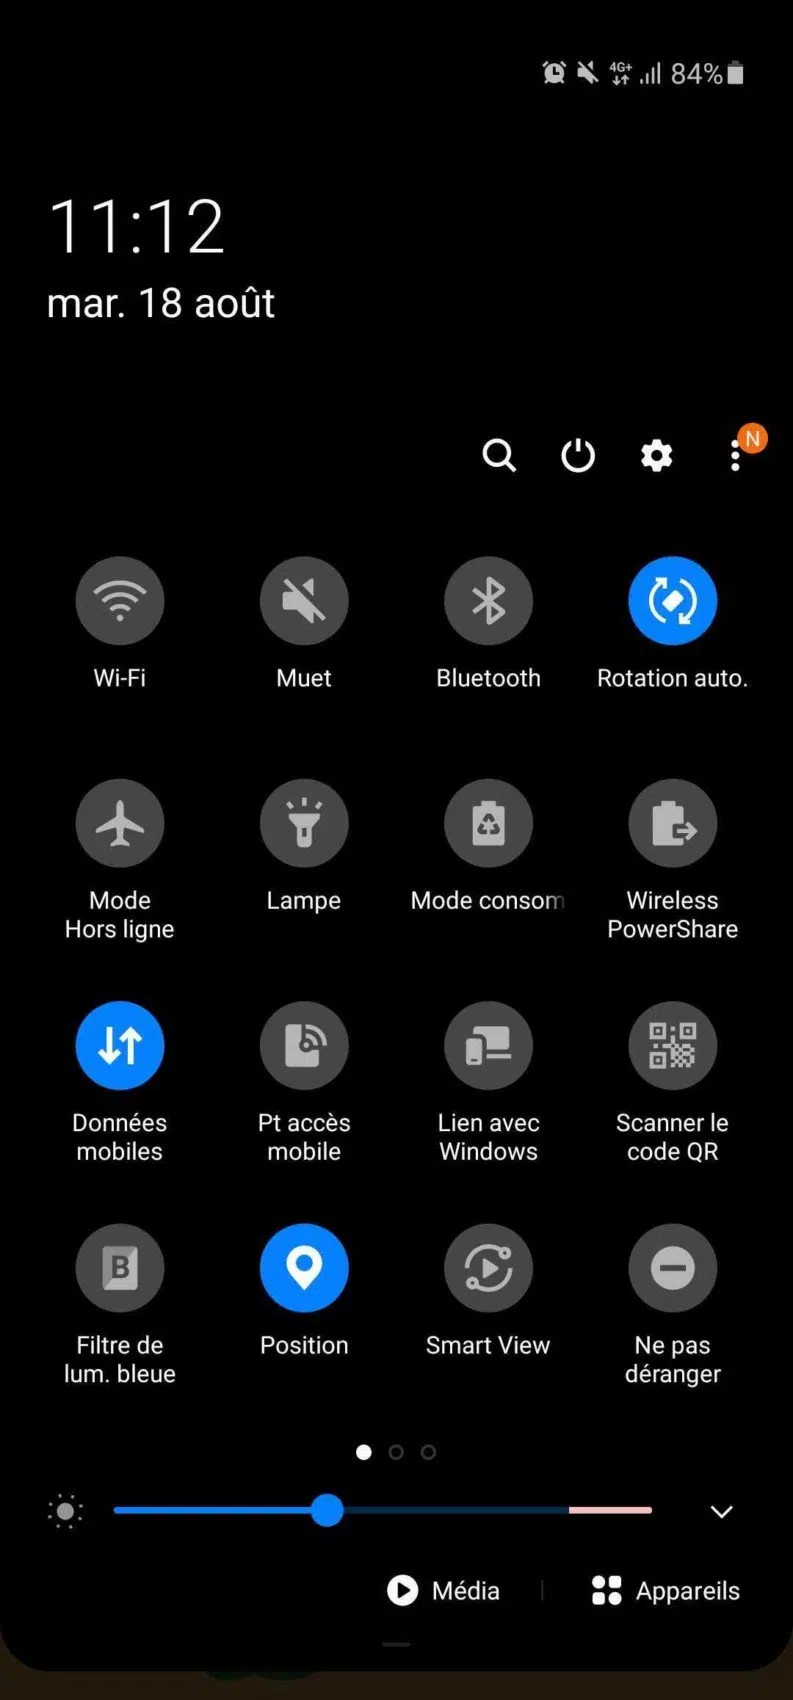 4G+ 84%
11:12
mar. 18 août
N
Wi-Fi Muet Bluetooth Rotation auto.
Mode Lampe Mode consom Wireless
Hors ligne PowerShare
Données Pt accès Lien avec Scanner le
mobiles mobile Windows code QR
B
Filtre de Position Smart View Ne pas
lum. bleue déranger
Média Appareils